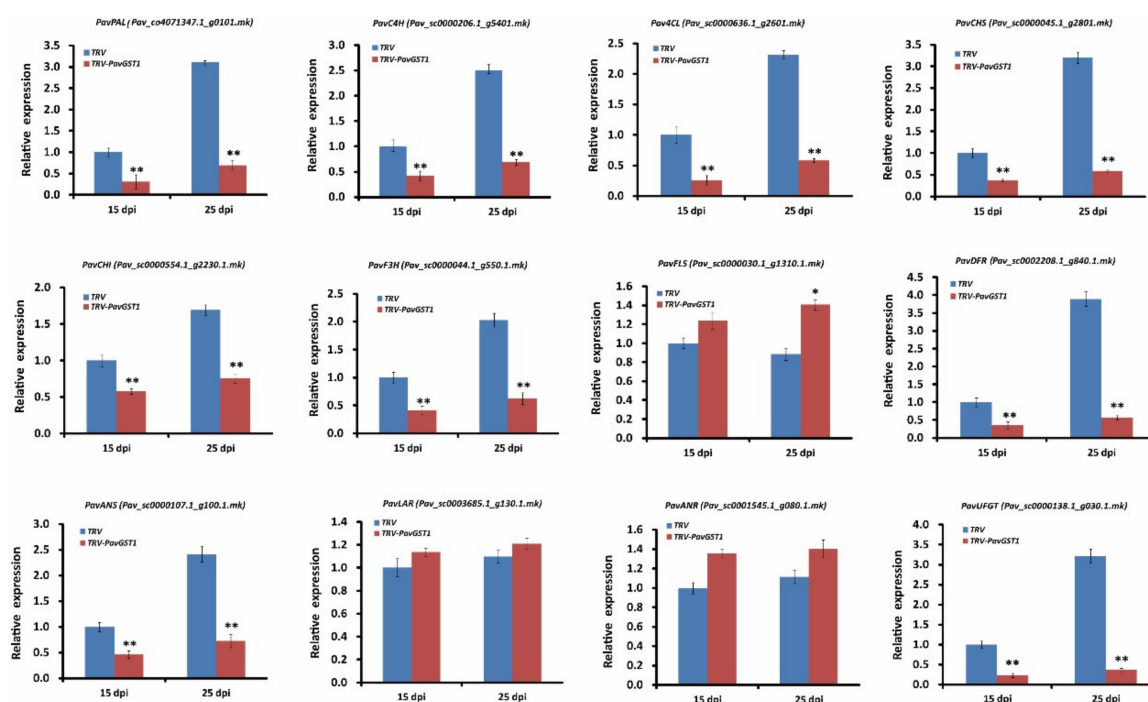 PavPAL (Pav_co4071347.1_g0101.mk)
Relative expression
3.5
3.0
2.5
2.0
1.5
1.0
0.5
0.0
TRV
TRV-PavGST1
**
**
15 dpi
25 dpi
PavC4H (Pav_sc0000206.1_g5401.mk)
Relative expression
3.0
2.5
2.0
1.5
1.0
0.5
0.0
TRV
TRV-PavGST1
**
**
15 dpi
25 dpi
Pav4CL (Pav_sc0000636.1_g2601.mk)
Relative expression
2.5
2.0
1.5
1.0
0.5
0.0
TRV
TRV-PavGST1
**
**
15 dpi
25 dpi
PavCHS (Pav_sc0000045.1_g2801.mk)
Relative expression
3.5
3.0
2.5
2.0
1.5
1.0
0.5
0.0
TRV
TRV-PavGST1
**
**
15 dpi
25 dpi
PavCHI (Pav_sc0000554.1_g2230.1.mk)
Relative expression
2.0
1.5
1.0
0.5
0.0
TRV
TRV-PavGST1
**
**
15 dpi
25 dpi
PavF3H (Pav_sc0000044.1_g550.1.mk)
Relative expression
2.5
2.0
1.5
1.0
0.5
0.0
TRV
TRV-PavGST1
**
**
15 dpi
25 dpi
PavFLS (Pav_sc0000030.1_g1310.1.mk)
Relative expression
1.6
1.4
1.2
1.0
0.8
0.6
0.4
0.2
0.0
TRV
TRV-PavGST1
*
15 dpi
25 dpi
PavDFR (Pav_sc0002208.1_g840.1.mk)
Relative expression
4.5
4.0
3.5
3.0
2.5
2.0
1.5
1.0
0.5
0.0
TRV
TRV-PavGST1
**
**
15 dpi
25 dpi
PavANS (Pav_sc0000107.1_g100.1.mk)
Relative expression
3.0
2.5
2.0
1.5
1.0
0.5
0.0
TRV
TRV-PavGST1
**
**
15 dpi
25 dpi
PavLAR (Pav_sc0003685.1_g130.1.mk)
Relative expression
1.4
1.2
1.0
0.8
0.6
0.4
0.2
0.0
TRV
TRV-PavGST1
15 dpi
25 dpi
PavANR (Pav_sc0001545.1_g080.1.mk)
Relative expression
1.6
1.4
1.2
1.0
0.8
0.6
0.4
0.2
0.0
TRV
TRV-PavGST1
15 dpi
25 dpi
PavUFGT (Pav_sc0000138.1_g030.1.mk)
Relative expression
4.0
3.5
3.0
2.5
2.0
1.5
1.0
0.5
0.0
TRV
TRV-PavGST1
**
**
15 dpi
25 dpi